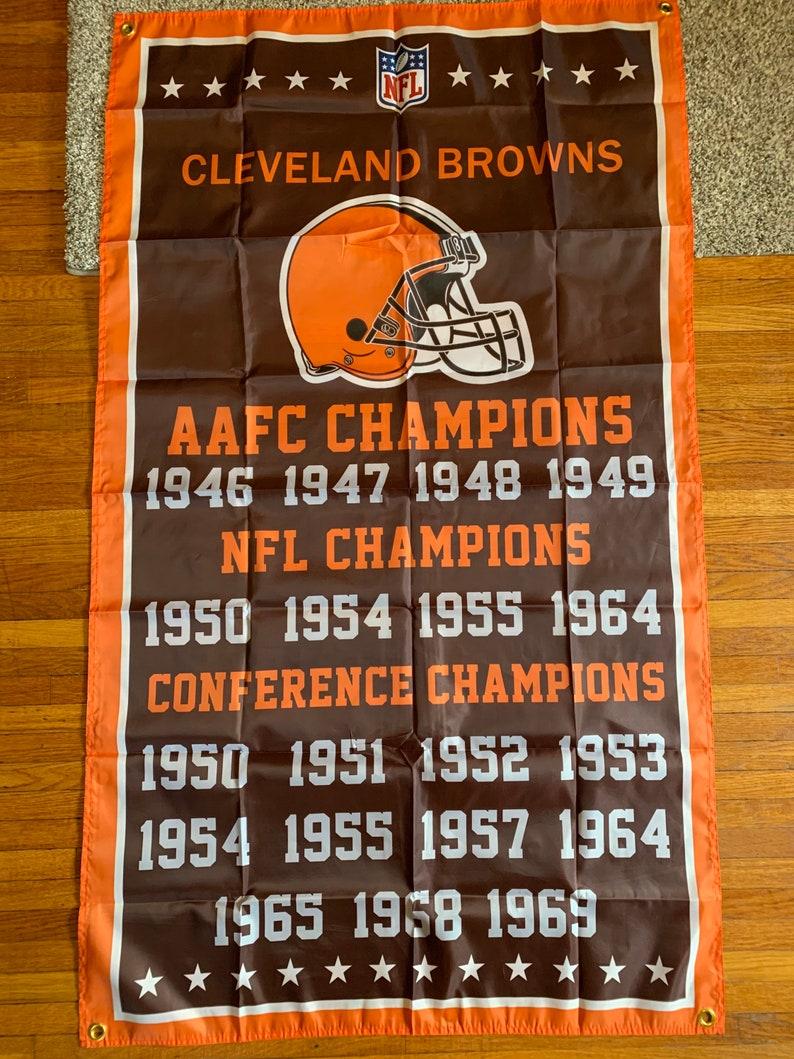 NFL
CLEVELAND BROWNS
AAFC CHAMPIONS
1946 1947 1948 1949
NFL CHAMPIONS
1950 1954 1955 1964
CONFERENCE CHAMPIONS
1950 1951 1952 1953
1954 1955 1957 1964
1965 1968 1969